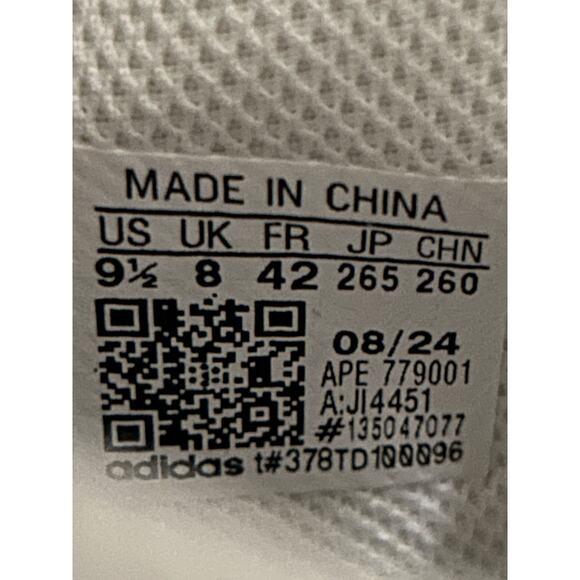 MADE IN CHINA
US UK FR JP CHN
9½ 8 42 265 260
08/24
APE 779001
A:JI4451
#135047077
adidas t#378TD100096